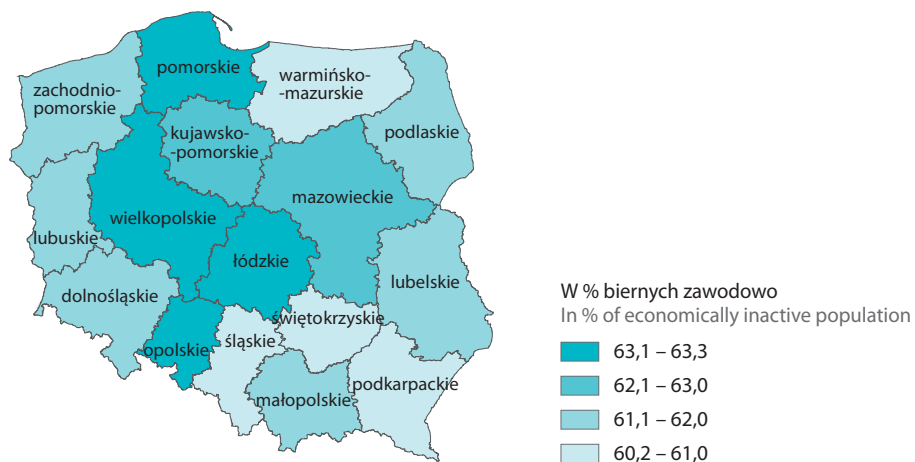 pomorskie
warmińsko-
-mazurskie
zachodnio-
pomorskie
podlaskie
kujawsko-
-pomorskie
mazowieckie
wielkopolskie
lubuskie
łódzkie
lubelskie
dolnośląskie
świętokrzyskie
śląskie
opolskie
podkarpackie
małopolskie
W % biernych zawodowo
In % of economically inactive population
63,1 – 63,3
62,1 – 63,0
61,1 – 62,0
60,2 – 61,0